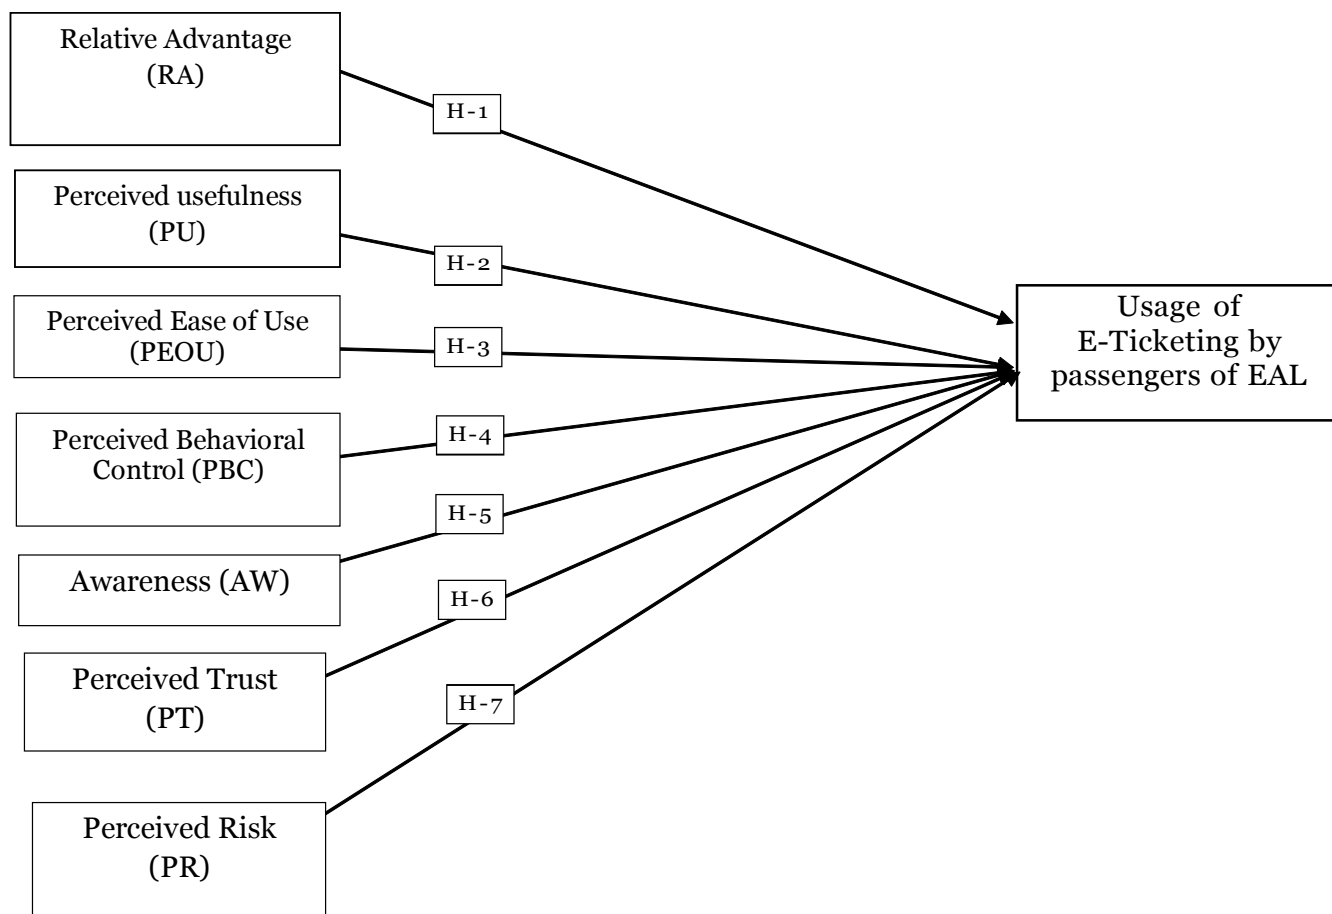 Relative Advantage
(RA)
H-1
Perceived usefulness
(PU)
H-2
Perceived Ease of Use
(PEOU)
H-3
Perceived Behavioral
Control (PBC)
H-4
Awareness (AW)
H-5
Perceived Trust
(PT)
H-6
Perceived Risk
(PR)
H-7
Usage of
E-Ticketing by
passengers of EAL